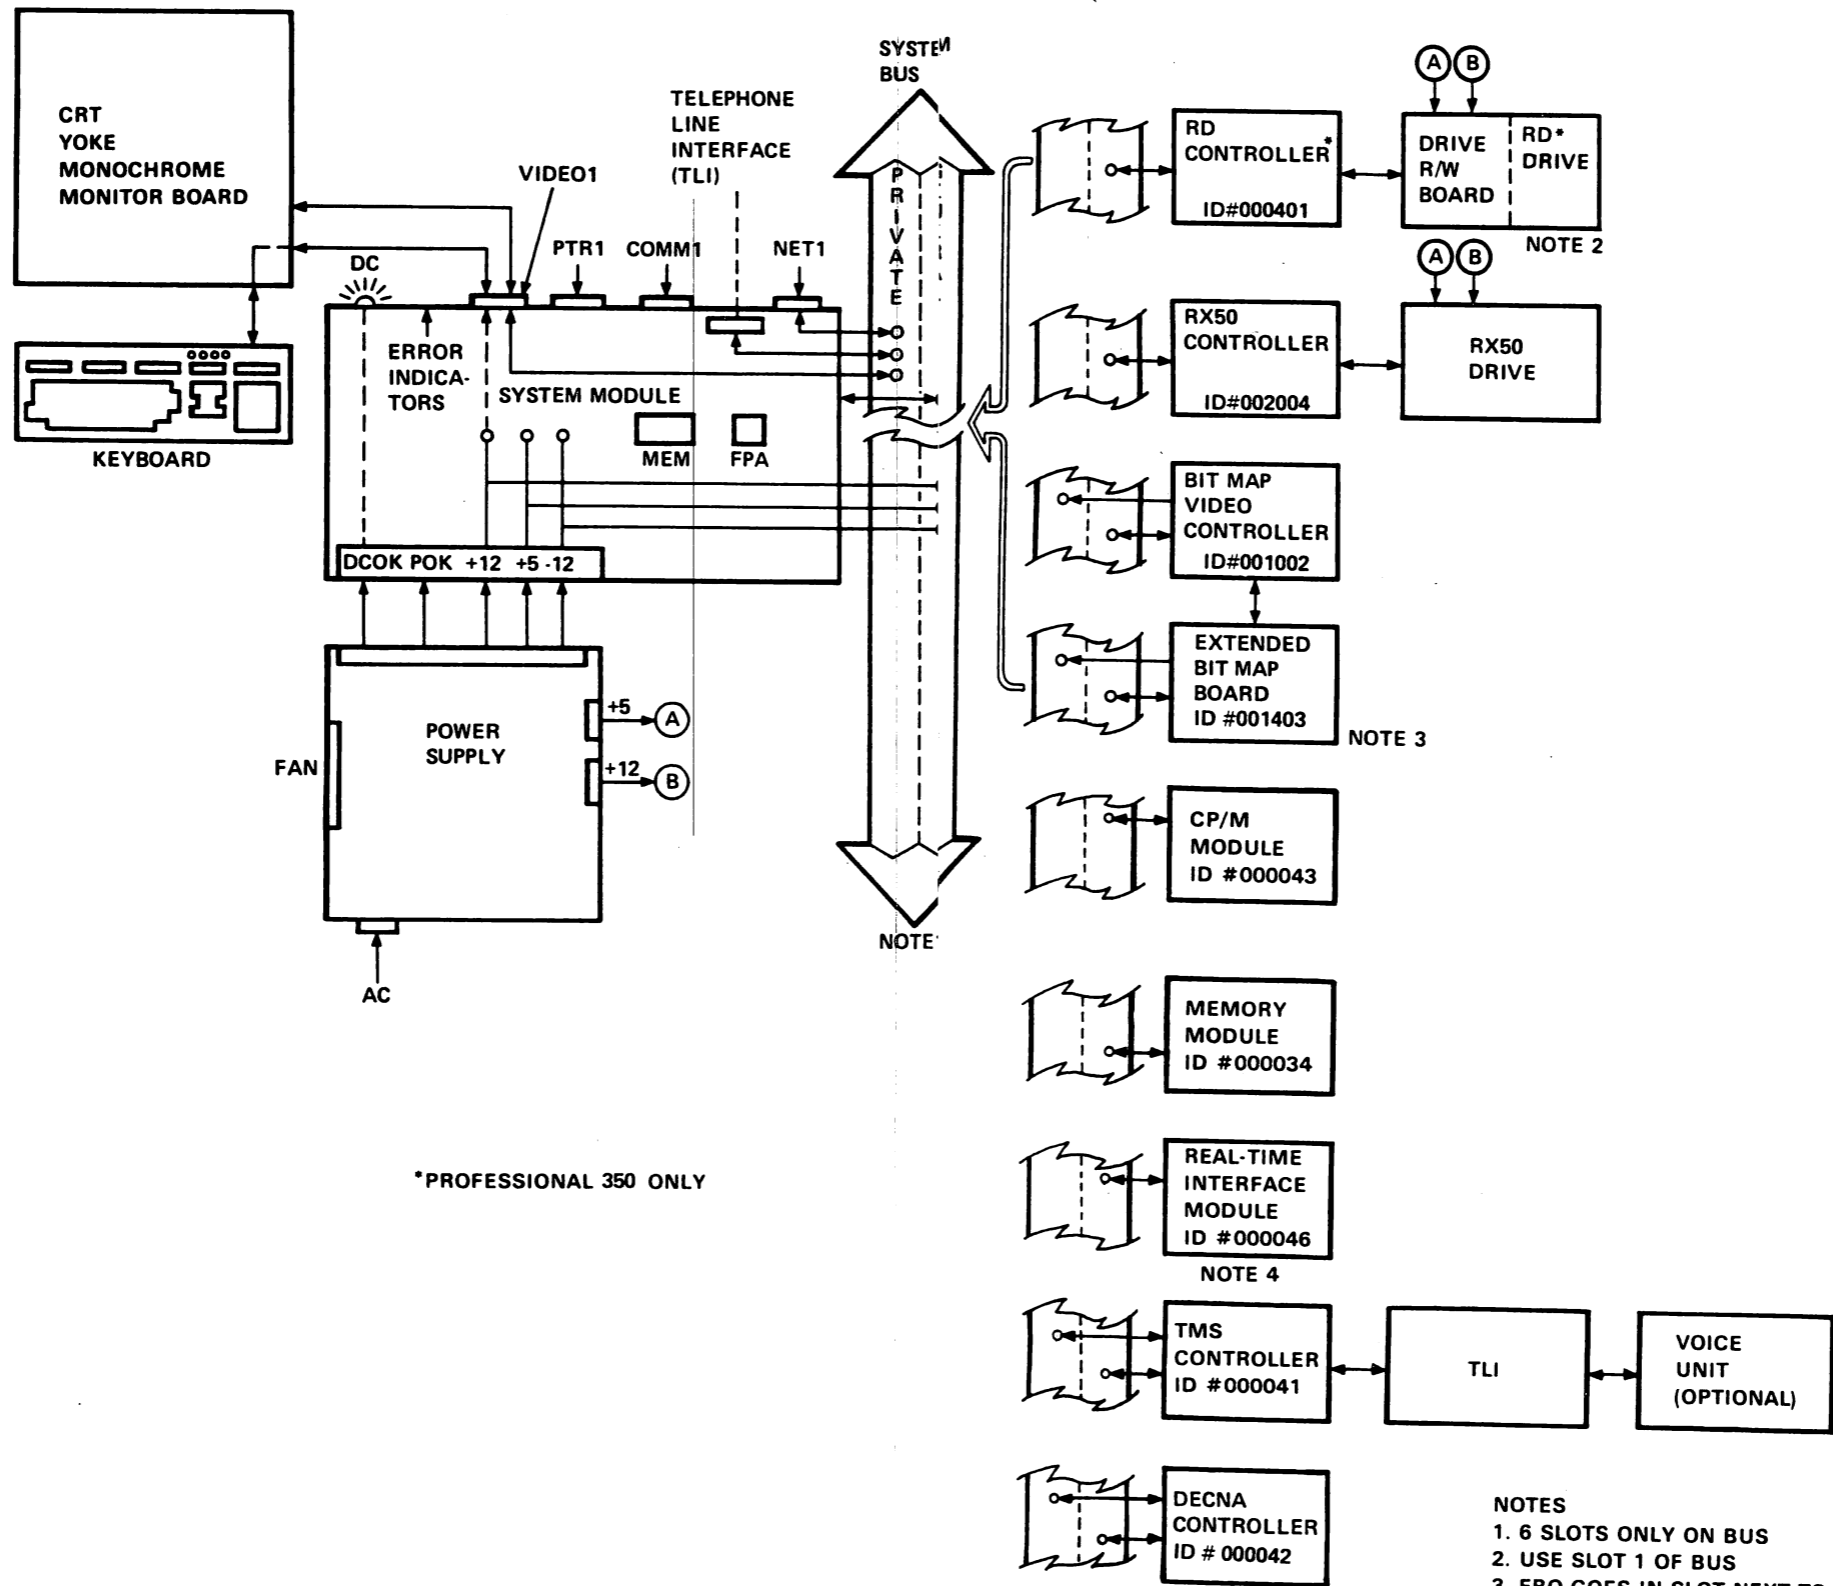 CRT
YOKE
MONOCHROME
MONITOR BOARD
KEYBOARD
DC
VIDEO1
TELEPHONE
LINE
INTERFACE
(TLI)
PTR1
COMM1
NET1
ERROR
INDICA-
TORS
SYSTEM MODULE
MEM
FPA
DCOK POK +12 +5 -12
POWER
SUPPLY
FAN
+5
A
+12
B
AC
SYSTEM
BUS
PRIVATE
NOTE
*PROFESSIONAL 350 ONLY
RD
CONTROLLER*
ID#000401
A B
DRIVE
R/W
BOARD
RD*
DRIVE
NOTE 2
RX50
CONTROLLER
ID#002004
A B
RX50
DRIVE
BIT MAP
VIDEO
CONTROLLER
ID#001002
EXTENDED
BIT MAP
BOARD
ID #001403
NOTE 3
CP/M
MODULE
ID #000043
MEMORY
MODULE
ID #000034
REAL-TIME
INTERFACE
MODULE
ID #000046
NOTE 4
TMS
CONTROLLER
ID #000041
TLI
VOICE
UNIT
(OPTIONAL)
DECNA
CONTROLLER
ID # 000042
NOTES
1. 6 SLOTS ONLY ON BUS
2. USE SLOT 1 OF BUS